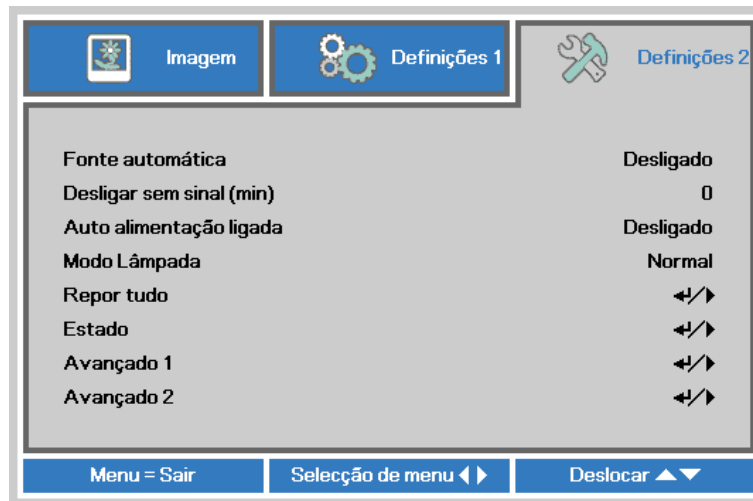 Imagem Definições 1 Definições 2
Fonte automática Desligado
Desligar sem sinal (min) 0
Auto alimentação ligada Desligado
Modo Lâmpada Normal
Repor tudo
Estado
Avançado 1
Avançado 2
Menu = Sair Selecção de menu Deslocar